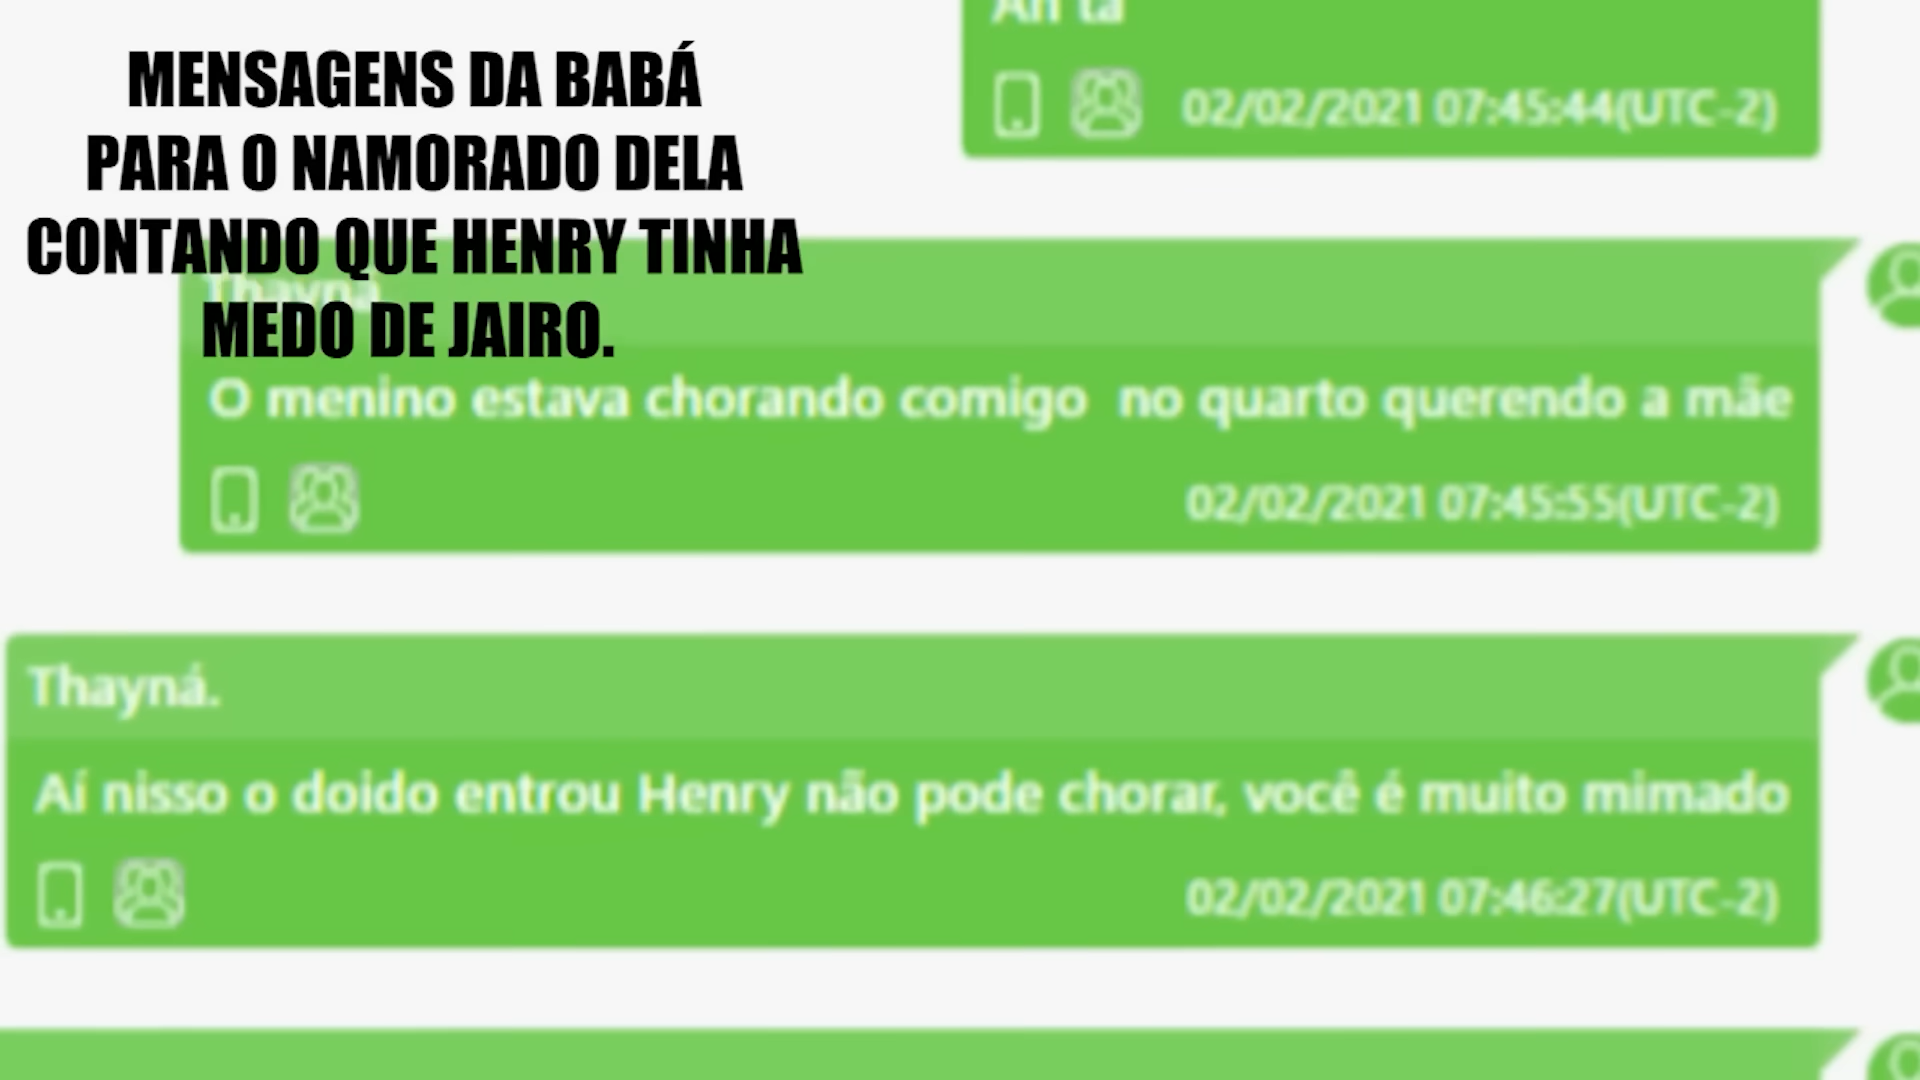 Ah tá
02/02/2021 07:45:44(UTC-2)
MENSAGENS DA BABÁ
PARA O NAMORADO DELA
CONTANDO QUE HENRY TINHA
MEDO DE JAIRO.
Thayná.
O menino estava chorando comigo no quarto querendo a mãe
02/02/2021 07:45:55(UTC-2)
Thayná.
Aí nisso o doido entrou Henry não pode chorar, você é muito mimado
02/02/2021 07:46:27(UTC-2)